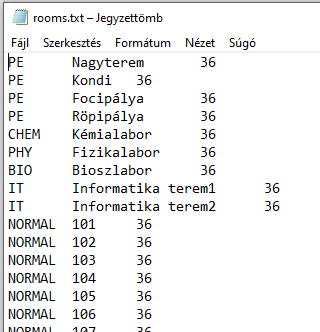 rooms.txt – Jegyzettömb
Fájl Szerkesztés Formátum Nézet Súgó
PE Nagyterem 36
PE Kondi 36
PE Focipálya 36
PE Röpipálya 36
CHEM Kémialabor 36
PHY Fizikalabor 36
BIO Bioszlabor 36
IT Informatika terem1 36
IT Informatika terem2 36
NORMAL 101 36
NORMAL 102 36
NORMAL 103 36
NORMAL 104 36
NORMAL 105 36
NORMAL 106 36
NORMAL 107 36